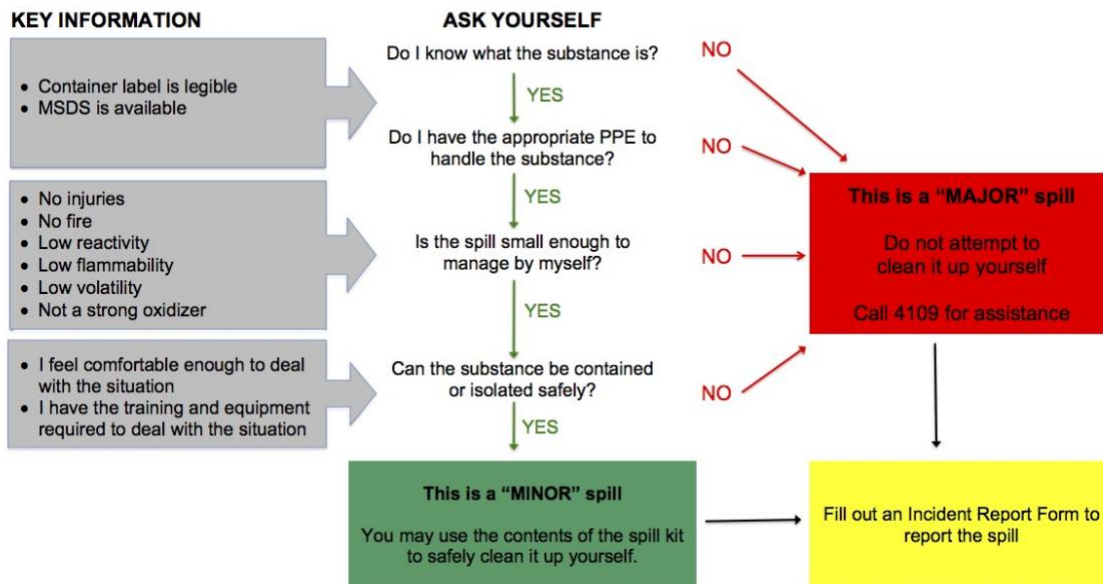 KEY INFORMATION
ASK YOURSELF
• Container label is legible
• MSDS is available
Do I know what the substance is?
NO
YES
Do I have the appropriate PPE to
handle the substance?
NO
YES
• No injuries
• No fire
• Low reactivity
• Low flammability
• Low volatility
• Not a strong oxidizer
Is the spill small enough to
manage by myself?
NO
YES
• I feel comfortable enough to deal
with the situation
• I have the training and equipment
required to deal with the situation
Can the substance be contained
or isolated safely?
NO
YES
This is a “MAJOR” spill
Do not attempt to
clean it up yourself
Call 4109 for assistance
This is a “MINOR” spill
You may use the contents of the spill kit
to safely clean it up yourself.
Fill out an Incident Report Form to
report the spill